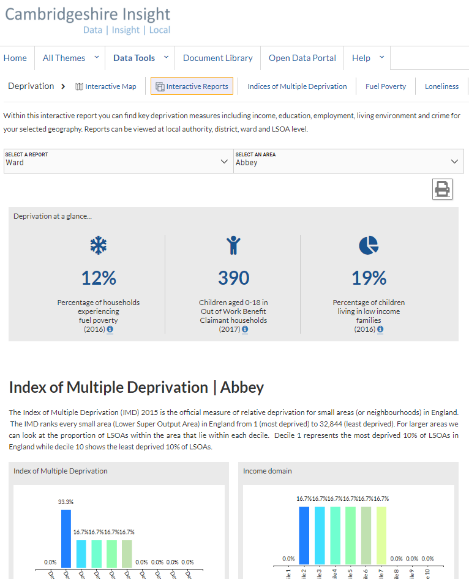 Cambridgeshire Insight
Data | Insight | Local
Home All Themes Data Tools Document Library Open Data Portal Help
Deprivation Interactive Map Interactive Reports Indices of Multiple Deprivation Fuel Poverty Loneliness
Within this interactive report you can find key deprivation measures including income, education, employment, living environment and crime for
your selected geography. Reports can be viewed at local authority, district, ward and LSOA level.
SELECT A REPORT SELECT AN AREA
Ward Abbey
Deprivation at a glance...
12% 390 19%
Percentage of households Children aged 0-18 in Percentage of children
experiencing Out of Work Benefit living in low income
fuel poverty Claimant households families
(2016) (2017) (2016)
Index of Multiple Deprivation | Abbey
The Index of Multiple Deprivation (IMD) 2015 is the official measure of relative deprivation for small areas (or neighbourhoods) in England.
The IMD ranks every small area (Lower Super Output Area) in England from 1 (most deprived) to 32,844 (least deprived). For larger areas we
can look at the proportion of LSOAs within the area that lie within each decile. Decile 1 represents the most deprived 10% of LSOAs in
England while decile 10 shows the least deprived 10% of LSOAs.
Index of Multiple Deprivation Income domain
33.3%
16.7%16.7%16.7%16.7%16.7%16.7%
16.7%16.7%16.7%16.7%
0.0% 0.0% 0.0% 0.0% 0.0% 0.0% 0.0% 0.0% 0.0%